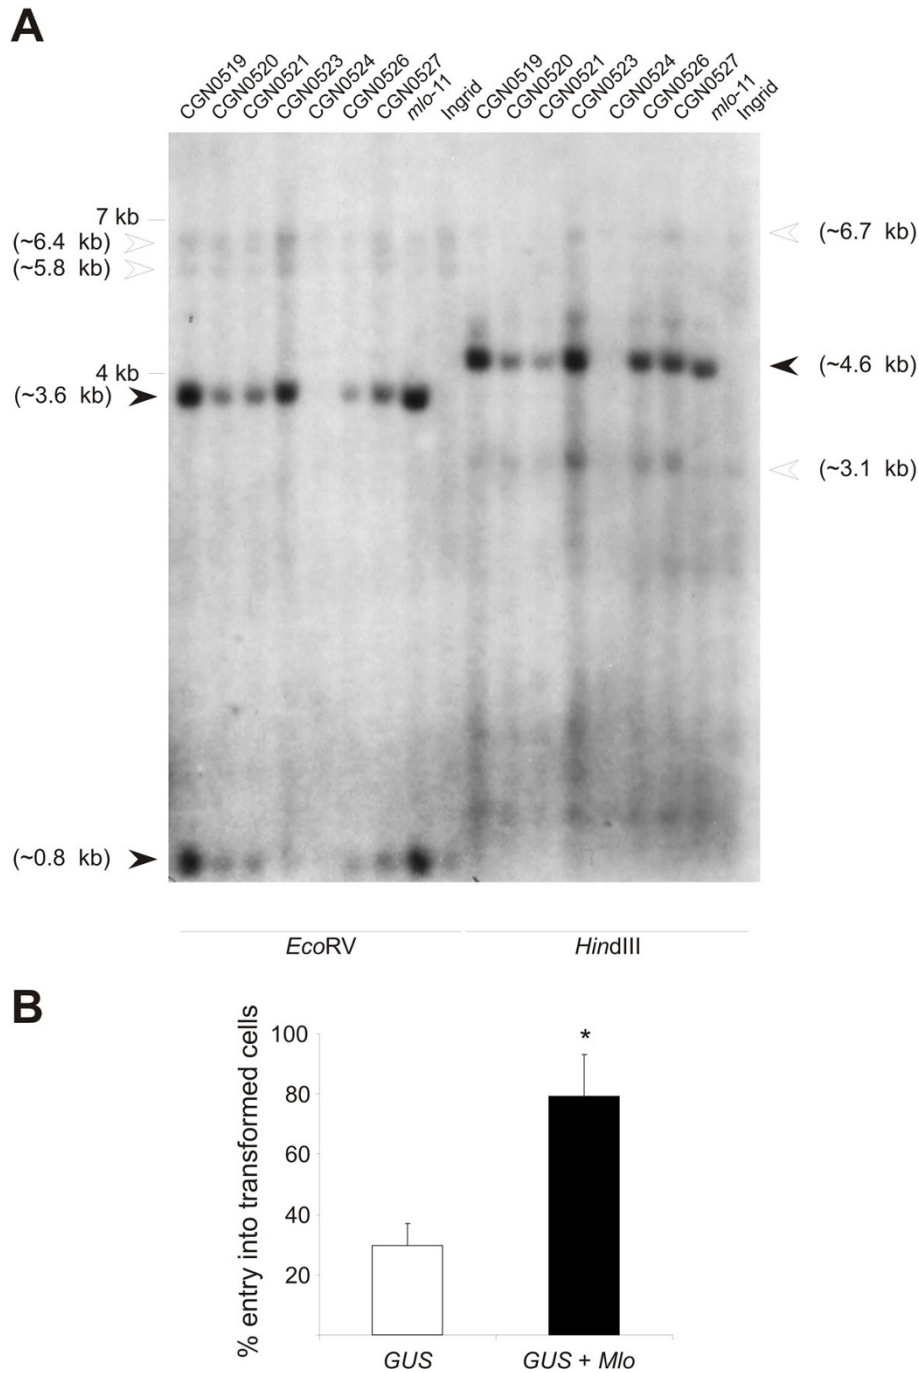 A
CGN0519 CGN0520 CGN0521 CGN0523 CGN0524 CGN0526 CGN0527 mlo-11 Ingrid CGN0519 CGN0520 CGN0521 CGN0523 CGN0524 CGN0526 CGN0527 mlo-11 Ingrid
7 kb
(~6.4 kb) (~6.7 kb)
(~5.8 kb)
4 kb (~4.6 kb)
(~3.6 kb)
(~3.1 kb)
(~0.8 kb)
EcoRV HindIII
B
% entry into transformed cells
100
*
80
60
40
20
GUS GUS + Mlo